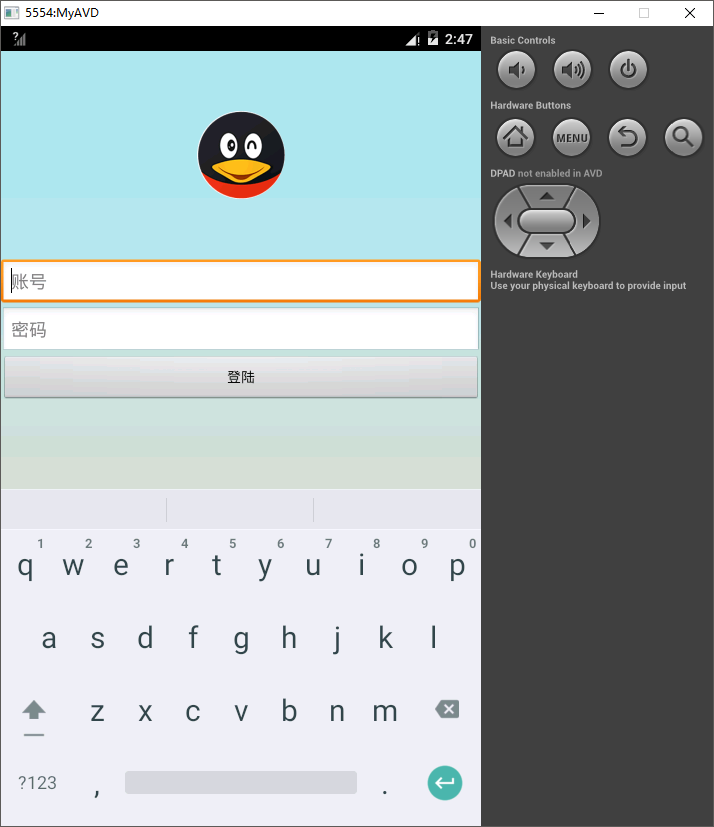 5554:MyAVD
2:47
账号
密码
登陆
1 2 3 4 5 6 7 8 9 0
q w e r t y u i o p
a s d f g h j k l
z x c v b n m
?123 , .
Basic Controls
Hardware Buttons
MENU
DPAD not enabled in AVD
Hardware Keyboard
Use your physical keyboard to provide input